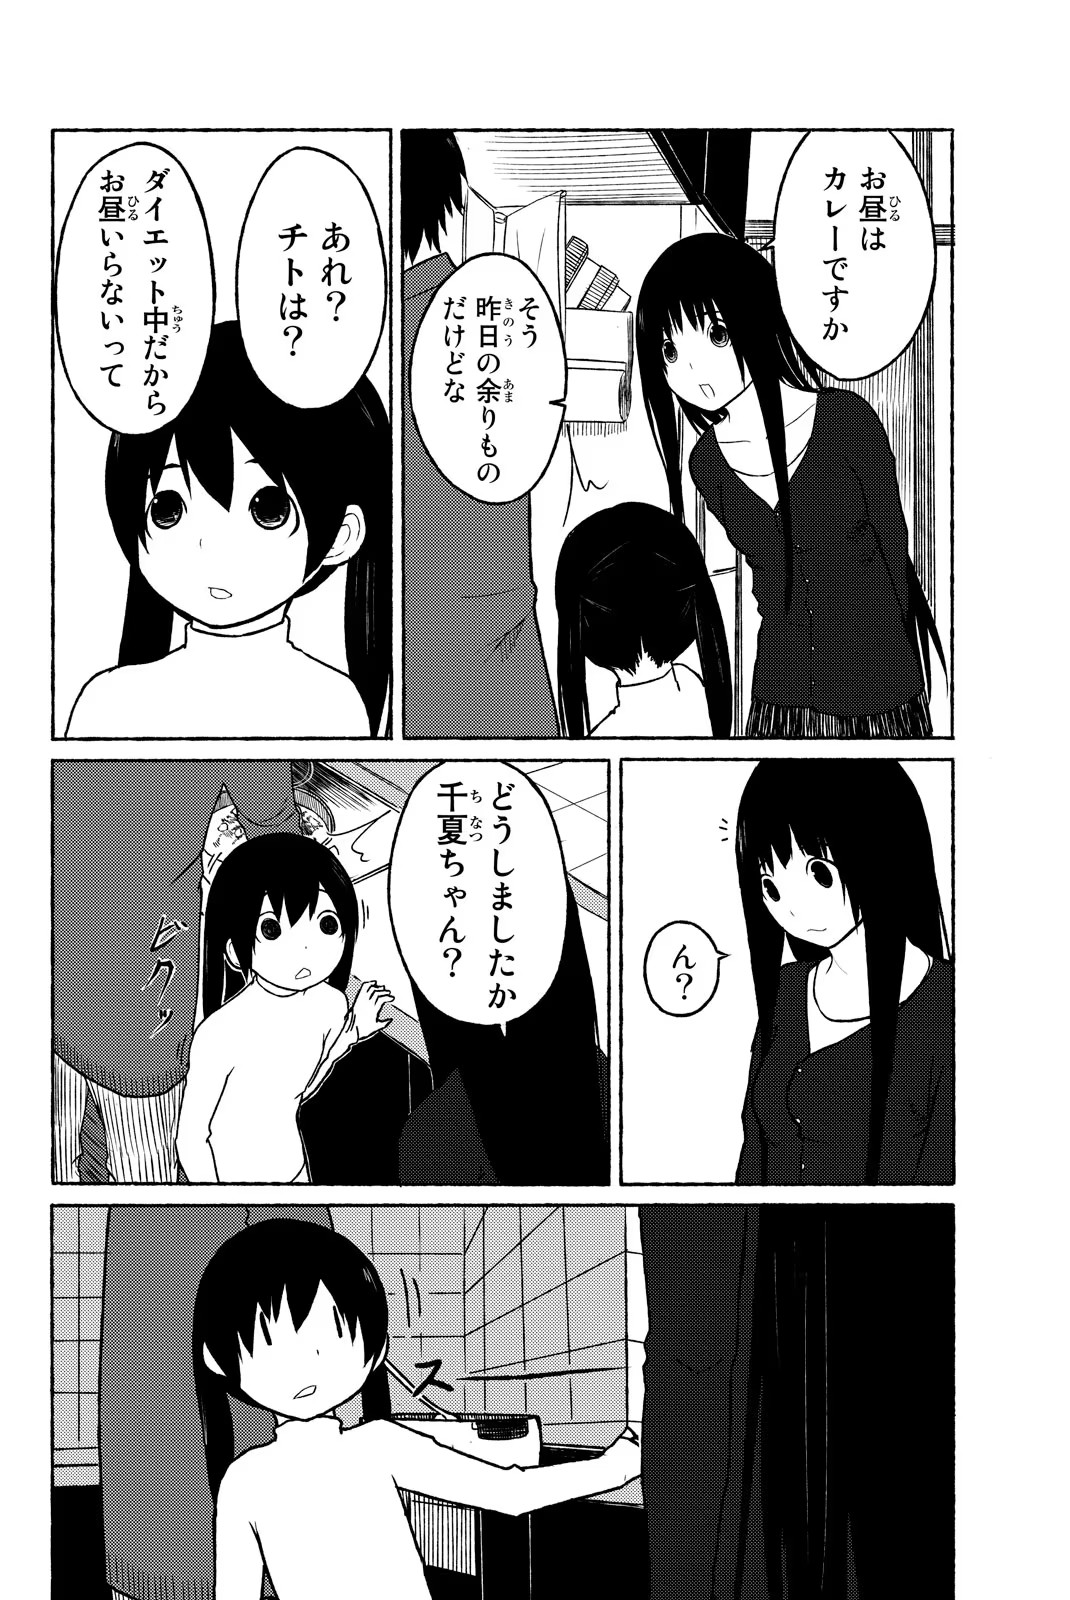 お昼は
カレーですか
そう
昨日の余りもの
だけどな
あれ？
チトは？
ダイエット中だから
お昼いらないって
ん？
どうしましたか
千夏ちゃん？
ビクッ
ス